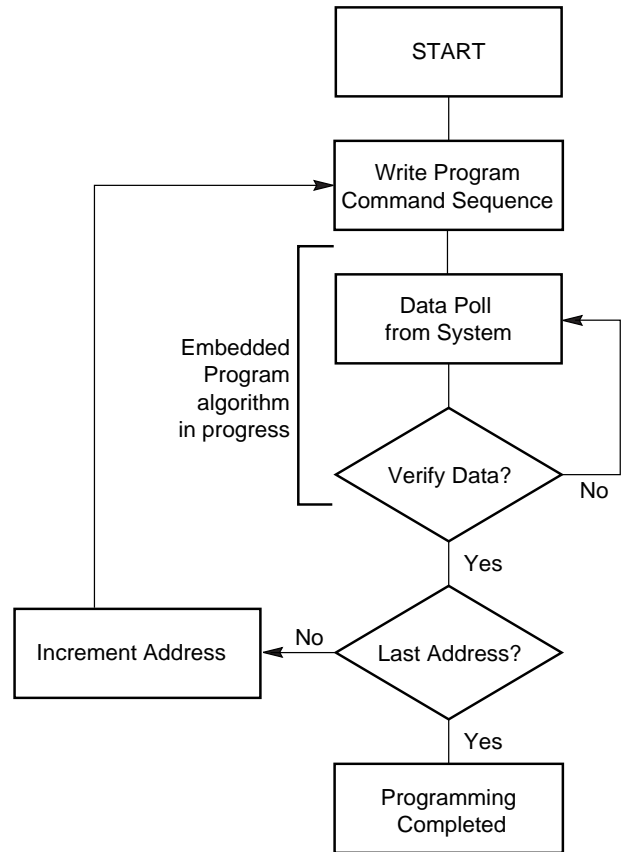 START
Write Program
Command Sequence
Data Poll
from System
Embedded
Program
algorithm
in progress
Verify Data?
No
Yes
No
Increment Address
Last Address?
Yes
Programming
Completed